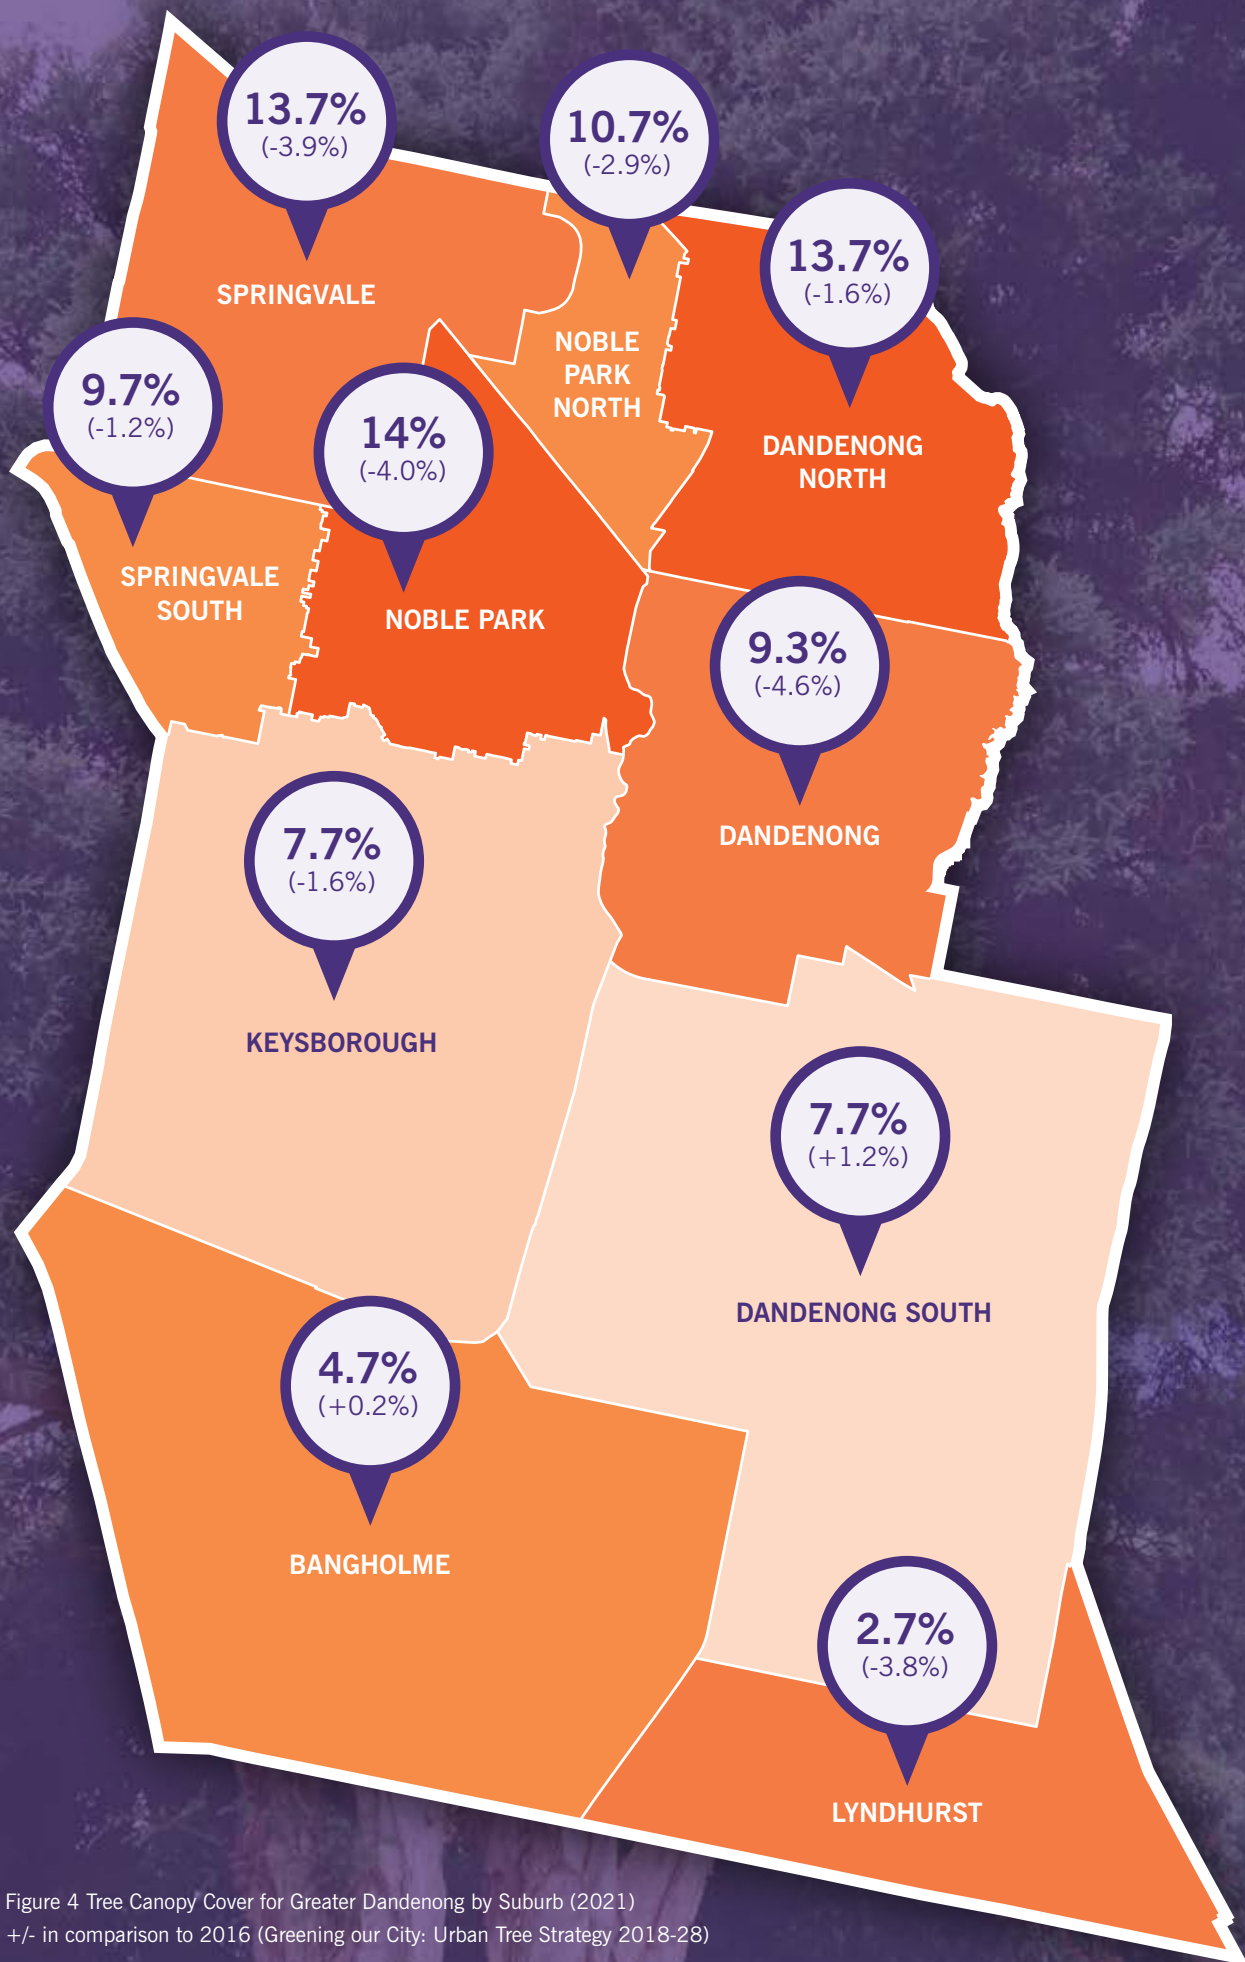 13.7%
(-3.9%)
SPRINGVALE
10.7%
(-2.9%)
NOBLE
PARK
NORTH
13.7%
(-1.6%)
DANDENONG
NORTH
9.7%
(-1.2%)
SPRINGVALE
SOUTH
14%
(-4.0%)
NOBLE PARK
9.3%
(-4.6%)
DANDENONG
7.7%
(-1.6%)
KEYSBOROUGH
7.7%
(+1.2%)
DANDENONG SOUTH
4.7%
(+0.2%)
BANGHOLME
2.7%
(-3.8%)
LYNDHURST
Figure 4 Tree Canopy Cover for Greater Dandenong by Suburb (2021)
+/- in comparison to 2016 (Greening our City: Urban Tree Strategy 2018-28)